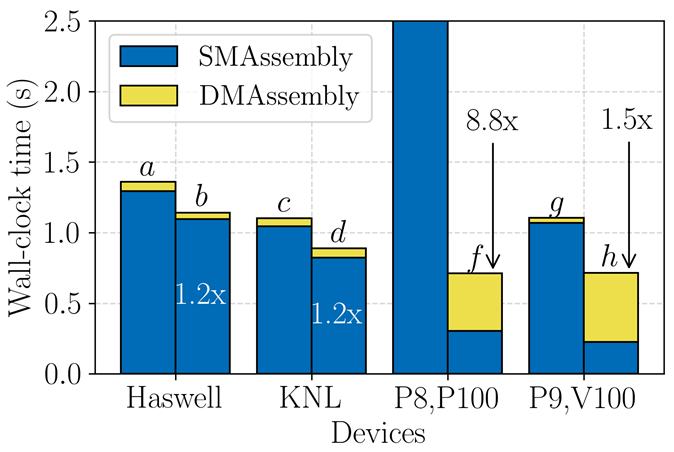 2.5
2.0
1.5
1.0
0.5
0.0
Wall-clock time (s)
SMAssembly
DMAssembly
8.8x
1.5x
a
b
c
d
f
g
h
1.2x
1.2x
Haswell
KNL
P8,P100
P9,V100
Devices